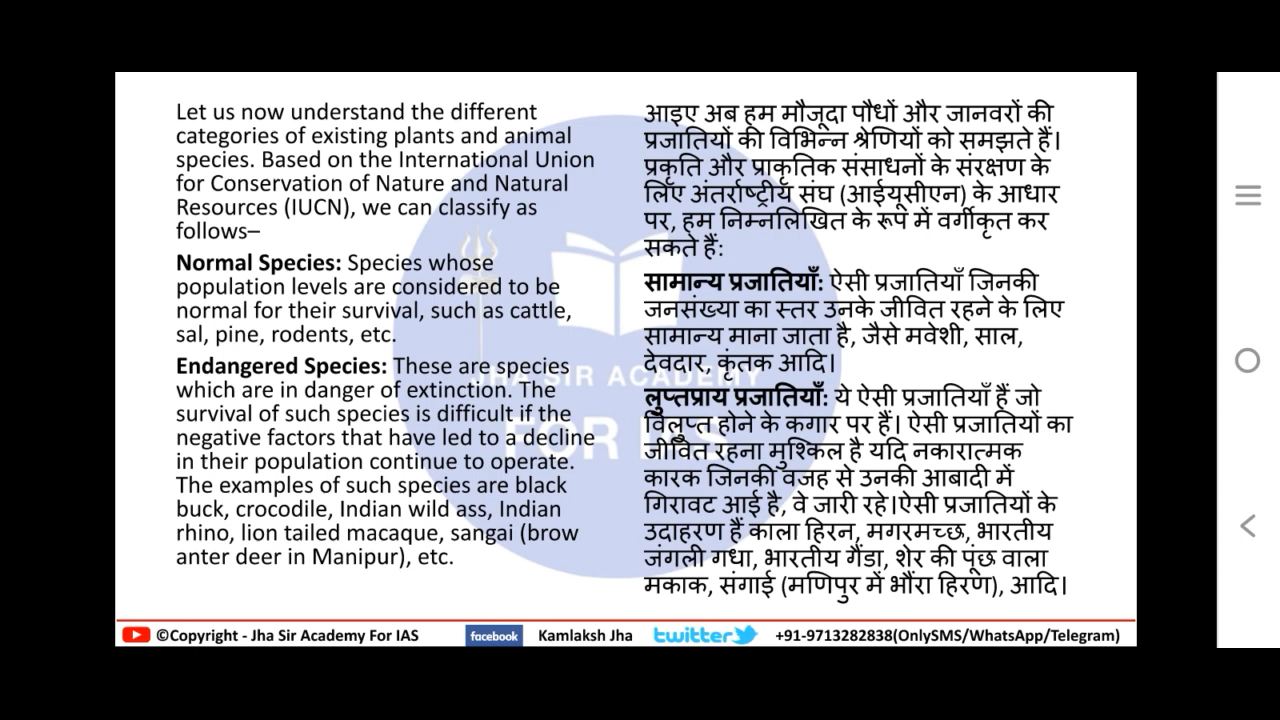 Let us now understand the different
categories of existing plants and animal
species. Based on the International Union
for Conservation of Nature and Natural
Resources (IUCN), we can classify as
follows–
Normal Species: Species whose
population levels are considered to be
normal for their survival, such as cattle,
sal, pine, rodents, etc.
Endangered Species: These are species
which are in danger of extinction. The
survival of such species is difficult if the
negative factors that have led to a decline
in their population continue to operate.
The examples of such species are black
buck, crocodile, Indian wild ass, Indian
rhino, lion tailed macaque, sangai (brow
anter deer in Manipur), etc.
आइए अब हम मौजूदा पौधों और जानवरों की
प्रजातियों की विभिन्न श्रेणियों को समझते हैं।
प्रकृति और प्राकृतिक संसाधनों के संरक्षण के
लिए अंतर्राष्ट्रीय संघ (आईयूसीएन) के आधार
पर, हम निम्नलिखित के रूप में वर्गीकृत कर
सकते हैं:
सामान्य प्रजातियाँ: ऐसी प्रजातियाँ जिनकी
जनसंख्या का स्तर उनके जीवित रहने के लिए
सामान्य माना जाता है, जैसे मवेशी, साल,
देवदार, कृंतक आदि।
लुप्तप्राय प्रजातियाँ: ये ऐसी प्रजातियाँ हैं जो
विलुप्त होने के कगार पर हैं। ऐसी प्रजातियों का
जीवित रहना मुश्किल है यदि नकारात्मक
कारक जिनकी वजह से उनकी आबादी में
गिरावट आई है, वे जारी रहे।ऐसी प्रजातियों के
उदाहरण हैं काला हिरन, मगरमच्छ, भारतीय
जंगली गधा, भारतीय गैंडा, शेर की पूंछ वाला
मकाक, संगाई (मणिपुर में भौंरा हिरण), आदि।
JHA SIR ACADEMY
FOR IAS
©Copyright - Jha Sir Academy For IAS
facebook
Kamlaksh Jha
twitter
+91-9713282838(OnlySMS/WhatsApp/Telegram)